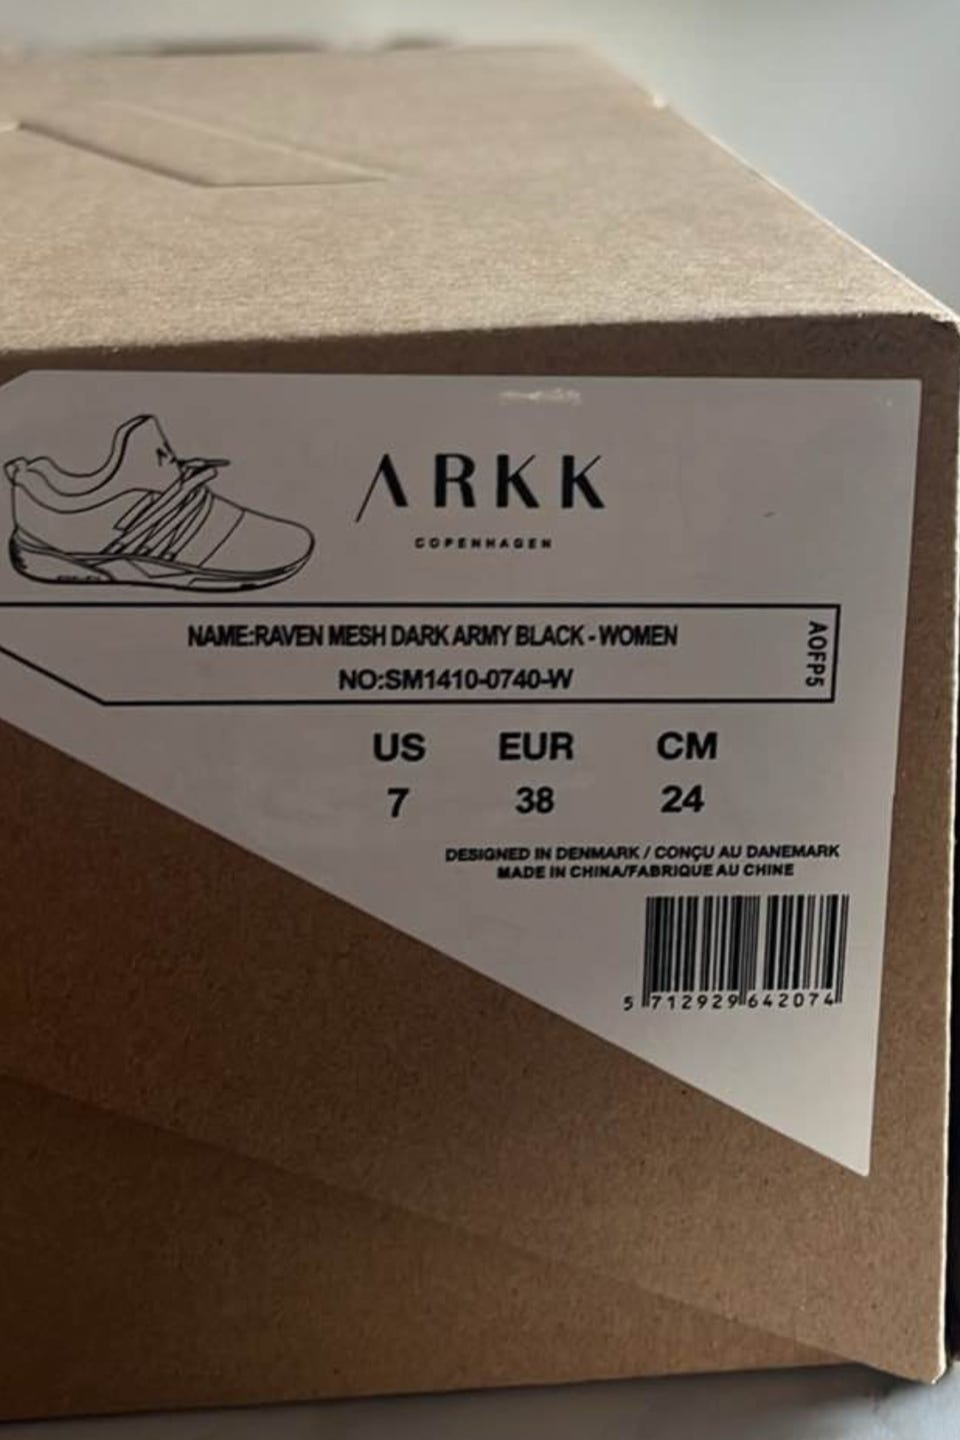 ARKK
COPENHAGEN
NAME:RAVEN MESH DARK ARMY BLACK - WOMEN
NO:SM1410-0740-W
AOFP5
US EUR CM
7 38 24
DESIGNED IN DENMARK / CONÇU AU DANEMARK
MADE IN CHINA/FABRIQUE AU CHINE
5 712929 642074